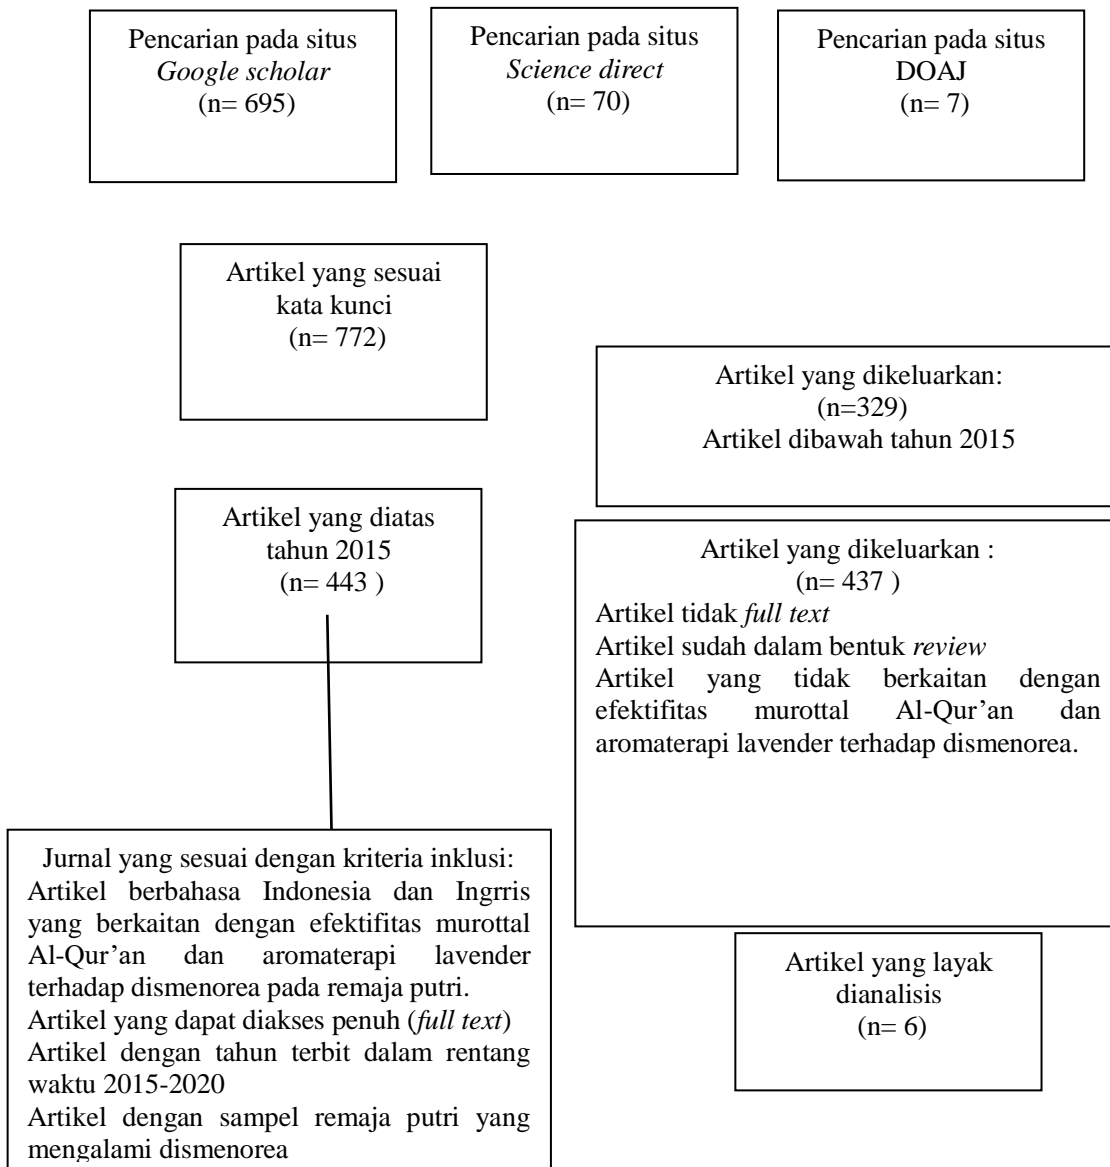 Pencarian pada situs
Google scholar
(n= 695)
Pencarian pada situs
Science direct
(n= 70)
Pencarian pada situs
DOAJ
(n= 7)
Artikel yang sesuai
kata kunci
(n= 772)
Artikel yang dikeluarkan:
(n=329)
Artikel dibawah tahun 2015
Artikel yang diatas
tahun 2015
(n= 443 )
Artikel yang dikeluarkan :
(n= 437 )
Artikel tidak full text
Artikel sudah dalam bentuk review
Artikel yang tidak berkaitan dengan
efektifitas murottal Al-Qur’an dan
aromaterapi lavender terhadap dismenorea.
Jurnal yang sesuai dengan kriteria inklusi:
Artikel berbahasa Indonesia dan Ingrris
yang berkaitan dengan efektifitas murottal
Al-Qur’an dan aromaterapi lavender
terhadap dismenorea pada remaja putri.
Artikel yang dapat diakses penuh (full text)
Artikel dengan tahun terbit dalam rentang
waktu 2015-2020
Artikel dengan sampel remaja putri yang
mengalami dismenorea
Artikel yang layak
dianalisis
(n= 6)